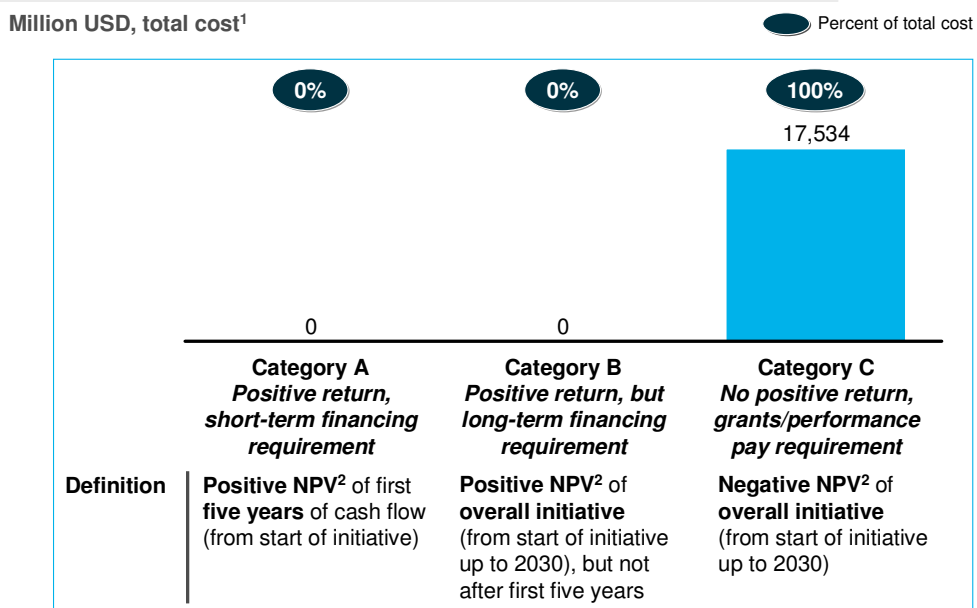 Million USD, total cost¹
Percent of total cost
0%
0%
100%
17,534
0
0
Category A
Positive return,
short-term financing
requirement
Category B
Positive return, but
long-term financing
requirement
Category C
No positive return,
grants/performance
pay requirement
Definition
Positive NPV² of first
five years of cash flow
(from start of initiative)
Positive NPV² of
overall initiative
(from start of initiative
up to 2030), but not
after first five years
Negative NPV² of
overall initiative
(from start of initiative
up to 2030)